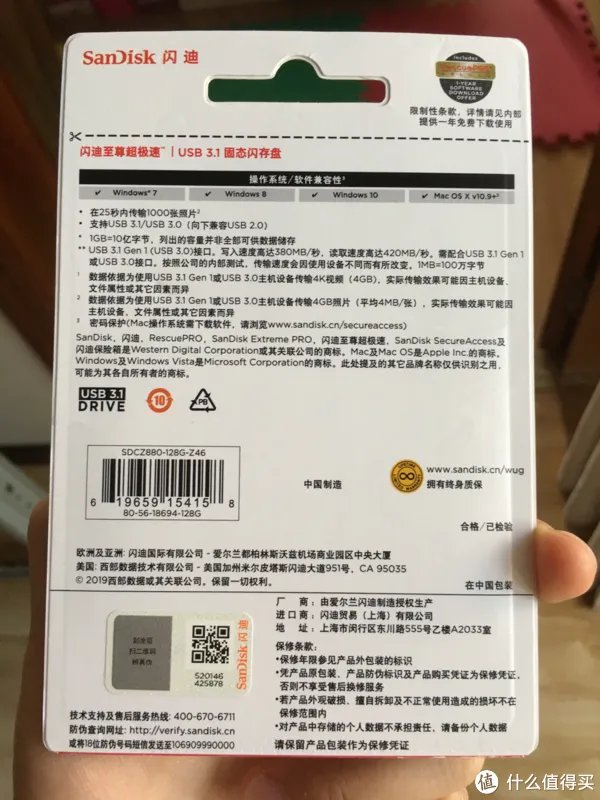 SanDisk 闪迪
Includes
RescuePRO
1-YEAR
SOFTWARE
DOWNLOAD
OFFER
限制性条款，详情请见内部
提供一年免费下载使用
闪迪至尊超极速™ | USB 3.1 固态闪存盘
操作系统/软件兼容性³
✔ Windows® 7 ✔ Windows 8 ✔ Windows 10 ✔ Mac OS X v10.9+³
• 在25秒内传输1000张照片²
• 支持USB 3.1/USB 3.0 (向下兼容USB 2.0)
* 1GB=10亿字节，列出的容量并非全部可供数据储存
** USB 3.1 Gen 1 (USB 3.0)接口，写入速度高达380MB/秒，读取速度高达420MB/秒。需配合USB 3.1 Gen 1
或USB 3.0接口，按照公司的内部测试，传输速度会因使用设备不同而有所改变，1MB=100万字节
¹ 数据依据为使用USB 3.1 Gen 1或USB 3.0主机设备传输4K视频 (4GB)，实际传输效果可能因主机设备、
文件属性或其它因素而异
² 数据依据为使用USB 3.1 Gen 1或USB 3.0主机设备传输4GB照片 (平均4MB/张)，实际传输效果可能因
主机设备、文件属性或其它因素而异
³ 密码保护(Mac操作系统需下载软件，请浏览www.sandisk.cn/secureaccess)
SanDisk, 闪迪, RescuePRO, SanDisk Extreme PRO, 闪迪至尊超极速, SanDisk SecureAccess及
闪迪保险箱是Western Digital Corporation或其关联公司的商标。Mac及Mac OS是Apple Inc.的商标。
Windows及Windows Vista是Microsoft Corporation的商标。此处提及的其它品牌名称仅供识别之用，
可能为其各自所有者的商标。
USB 3.1
DRIVE
10
PB
SDCZ880-128G-Z46
6 19659 15415 8
80-56-18694-128G
中国制造
LIFETIME
www.sandisk.cn/wug
拥有终身质保
合格/已检验
欧洲及亚洲: 闪迪国际有限公司 - 爱尔兰都柏林斯沃兹机场商业园区中央大厦
美国: 西部数据技术有限公司 - 美国加州米尔皮塔斯闪迪大道951号，CA 95035
© 2019西部数据或其关联公司。保留一切权利。
在中国包装
刮涂层
扫二维码
辨真伪
SanDisk 闪迪
520146
425878
厂 商：由爱尔兰闪迪制造授权生产
进口商：闪迪贸易 (上海) 有限公司
地 址：上海市闵行区东川路555号乙楼A2033室
保修条款：
•保修年限参见产品外包装的标识
•凭产品原包装、产品防伪标识及产品购买凭证为保修凭证，
否则不享受售后换修服务
•若产品外观破损、擅自拆卸及不正常使用造成的损坏不在
保修范围内
•对产品中存储的个人数据不承担责任，请备份个人数据
请保留产品包装作为保修凭证
技术支持及售后服务热线: 400-670-6711
防伪查询网址: http://verify.sandisk.cn
或将18位防伪号码短信发送至106909990000
值 什么值得买